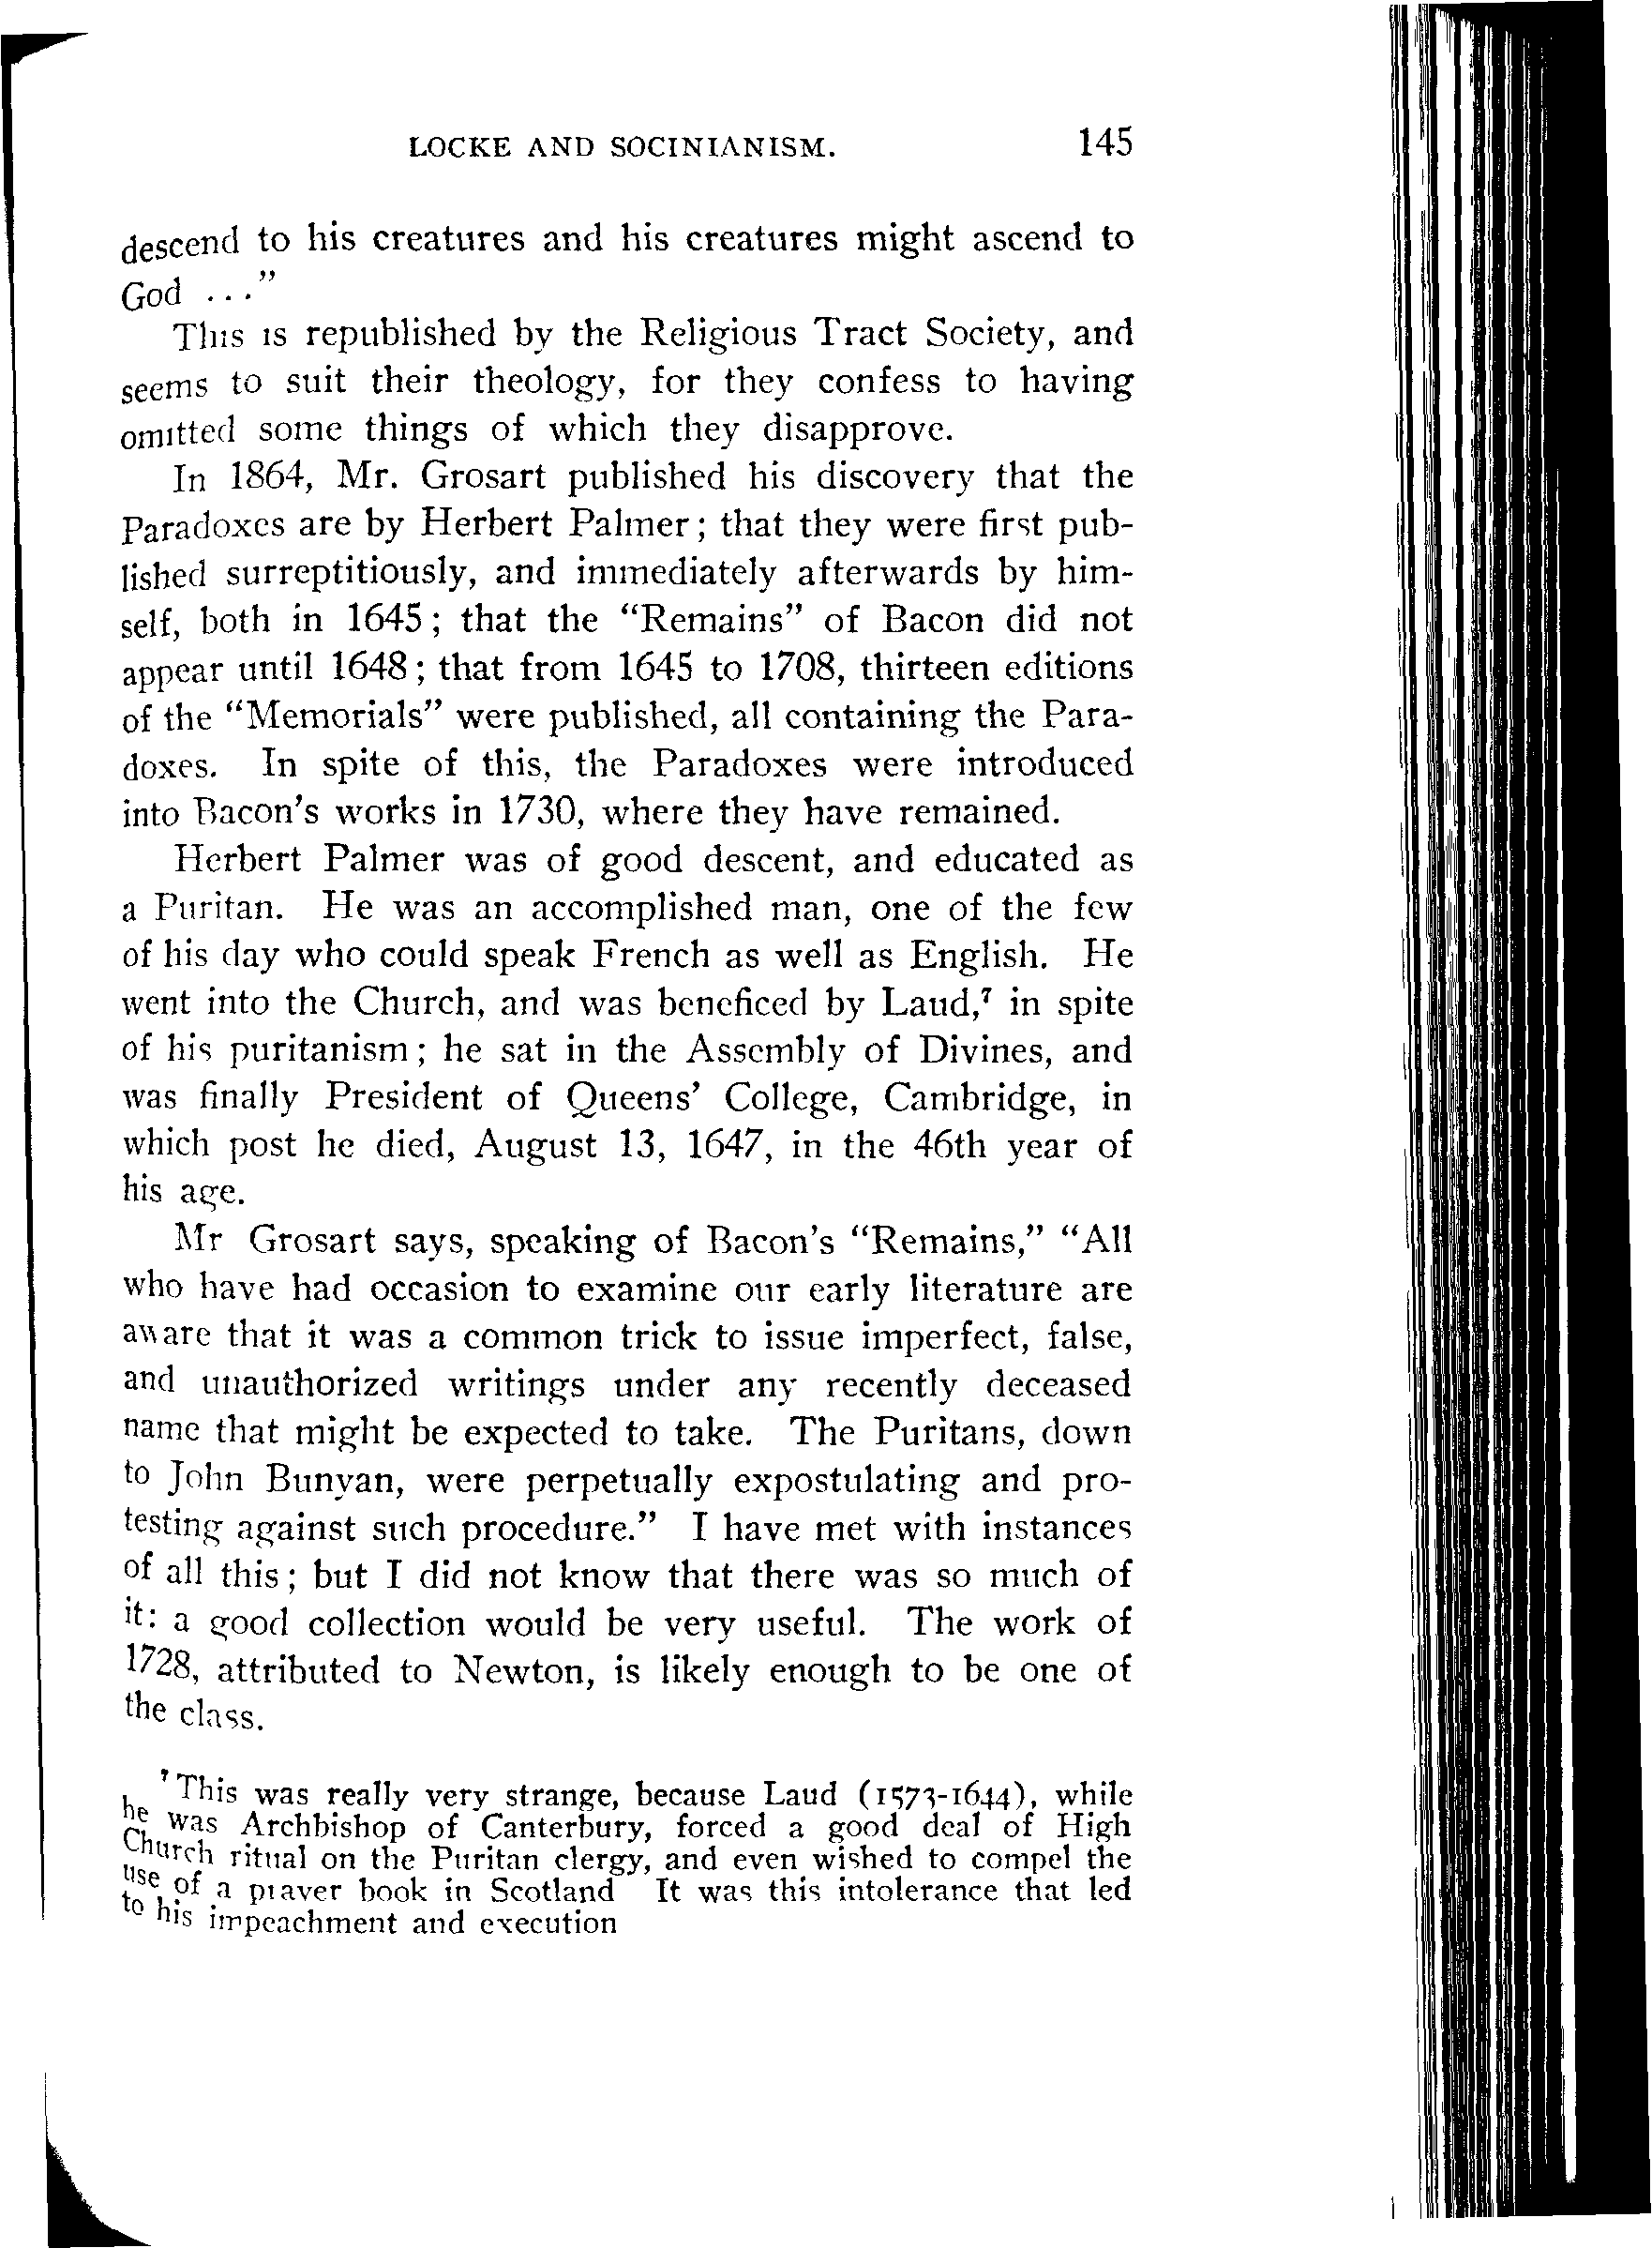 LOCKE AND SOCINIANISM. 145
descend to his creatures and his creatures might ascend to
God ..."
This is republished by the Religious Tract Society, and
seems to suit their theology, for they confess to having
omitted some things of which they disapprove.
In 1864, Mr. Grosart published his discovery that the
Paradoxes are by Herbert Palmer; that they were first pub-
lished surreptitiously, and immediately afterwards by him-
self, both in 1645; that the "Remains" of Bacon did not
appear until 1648; that from 1645 to 1708, thirteen editions
of the "Memorials" were published, all containing the Para-
doxes. In spite of this, the Paradoxes were introduced
into Bacon's works in 1730, where they have remained.
Herbert Palmer was of good descent, and educated as
a Puritan. He was an accomplished man, one of the few
of his day who could speak French as well as English. He
went into the Church, and was beneficed by Laud,⁷ in spite
of his puritanism; he sat in the Assembly of Divines, and
was finally President of Queens' College, Cambridge, in
which post he died, August 13, 1647, in the 46th year of
his age.
Mr Grosart says, speaking of Bacon's "Remains," "All
who have had occasion to examine our early literature are
aware that it was a common trick to issue imperfect, false,
and unauthorized writings under any recently deceased
name that might be expected to take. The Puritans, down
to John Bunyan, were perpetually expostulating and pro-
testing against such procedure." I have met with instances
of all this; but I did not know that there was so much of
it: a good collection would be very useful. The work of
1728, attributed to Newton, is likely enough to be one of
the class.
⁷ This was really very strange, because Laud (1573-1644), while
he was Archbishop of Canterbury, forced a good deal of High
Church ritual on the Puritan clergy, and even wished to compel the
use of a prayer book in Scotland It was this intolerance that led
to his impeachment and execution